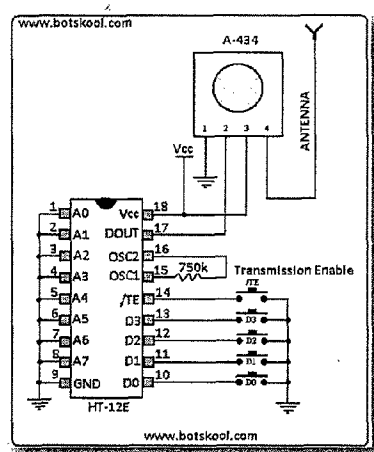 www.botskool.com
A-434
1 2 3 4
ANTENNA
Vcc
1 A0 Vcc 18
2 A1 DOUT 17
3 A2 OSC2 16
4 A3 OSC1 15 750k
Transmission Enable
5 A4 /TE 14 /TE
6 A5 D3 13 D3
7 A6 D2 12 D2
8 A7 D1 11 D1
9 GND D0 10 D0
HT-12E
www.botskool.com